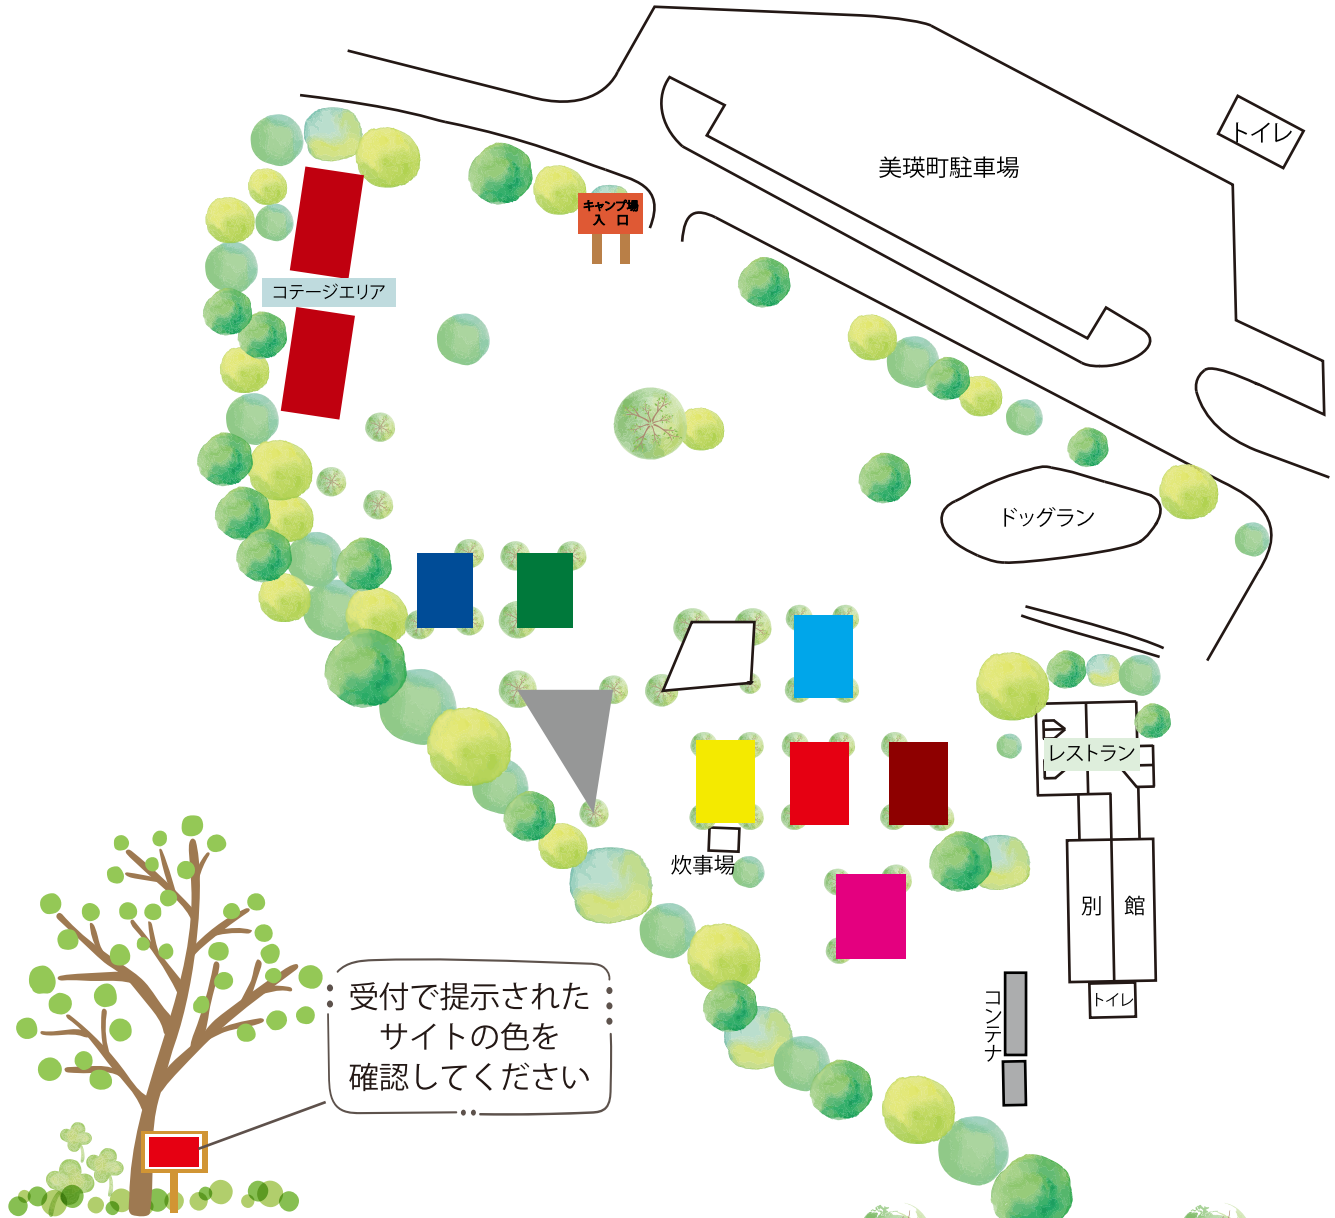 トイレ
美瑛町駐車場
キャンプ場
入 口
コテージエリア
ドッグラン
レストラン
炊事場
別 館
トイレ
コンテナ
受付で提示された
サイトの色を
確認してください